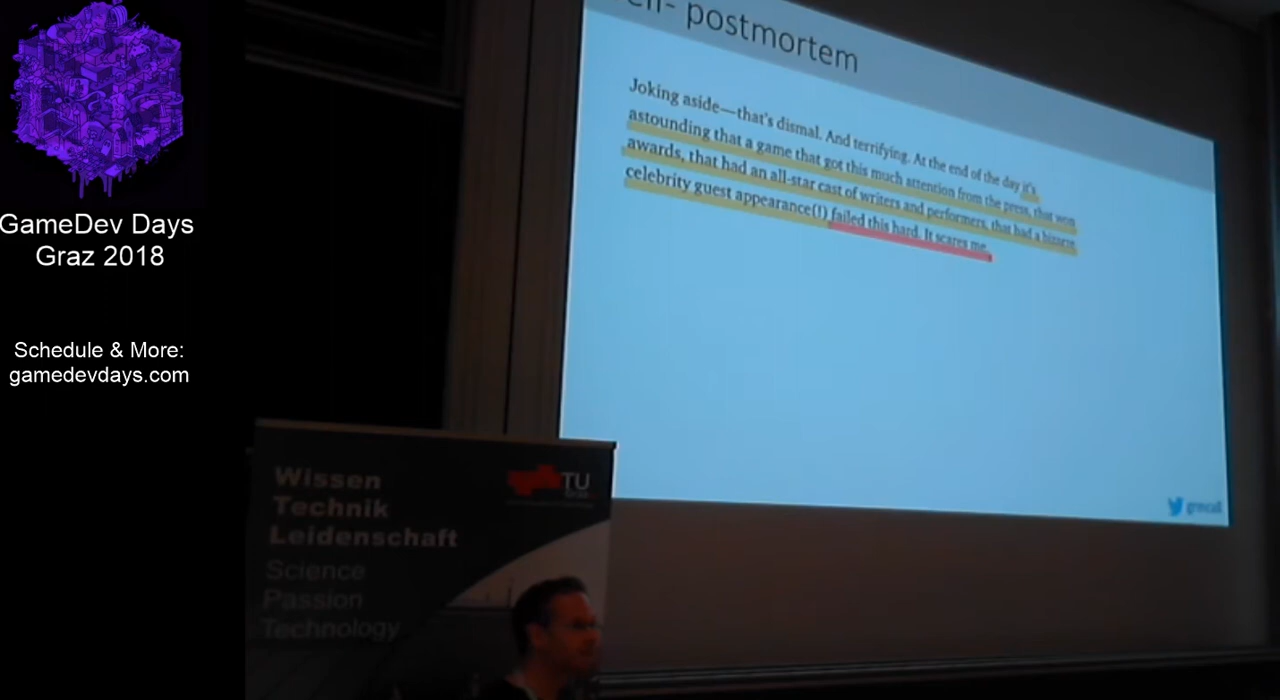 GameDev Days
Graz 2018
Schedule & More:
gamedevdays.com
postmortem
Joking aside—that's dismal. And terrifying. At the end of the day it's
astounding that a game that got this much attention from the press, that won
awards, that had an all-star cast of writers and performers, that had a bizarre
celebrity guest appearance(!) failed this hard. It scares me.
Wissen
Technik
Leidenschaft
TU
Graz
Science
Passion
Technology